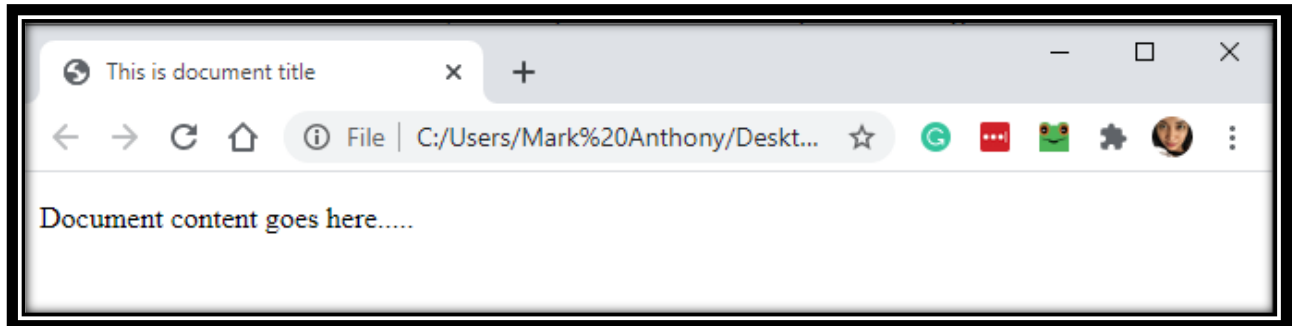 This is document title
File C:/Users/Mark%20Anthony/Deskt...
Document content goes here.....